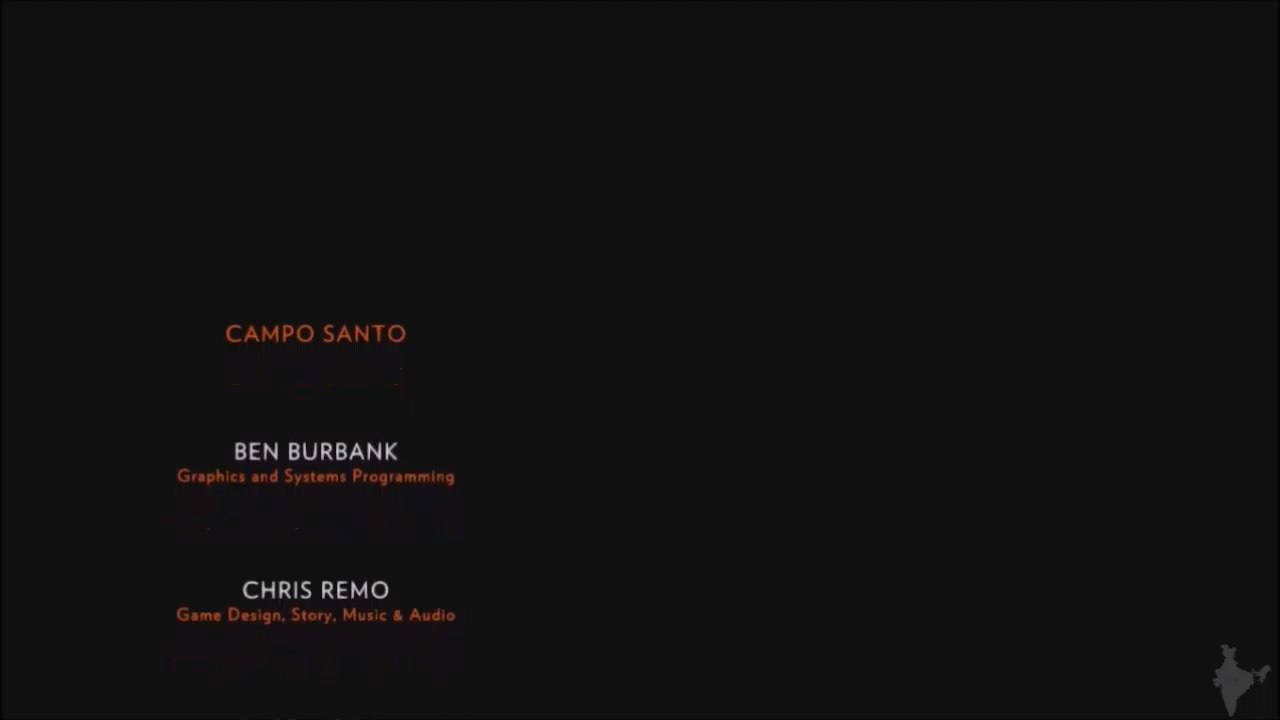 CAMPO SANTO
BEN BURBANK
Graphics and Systems Programming
CHRIS REMO
Game Design, Story, Music & Audio